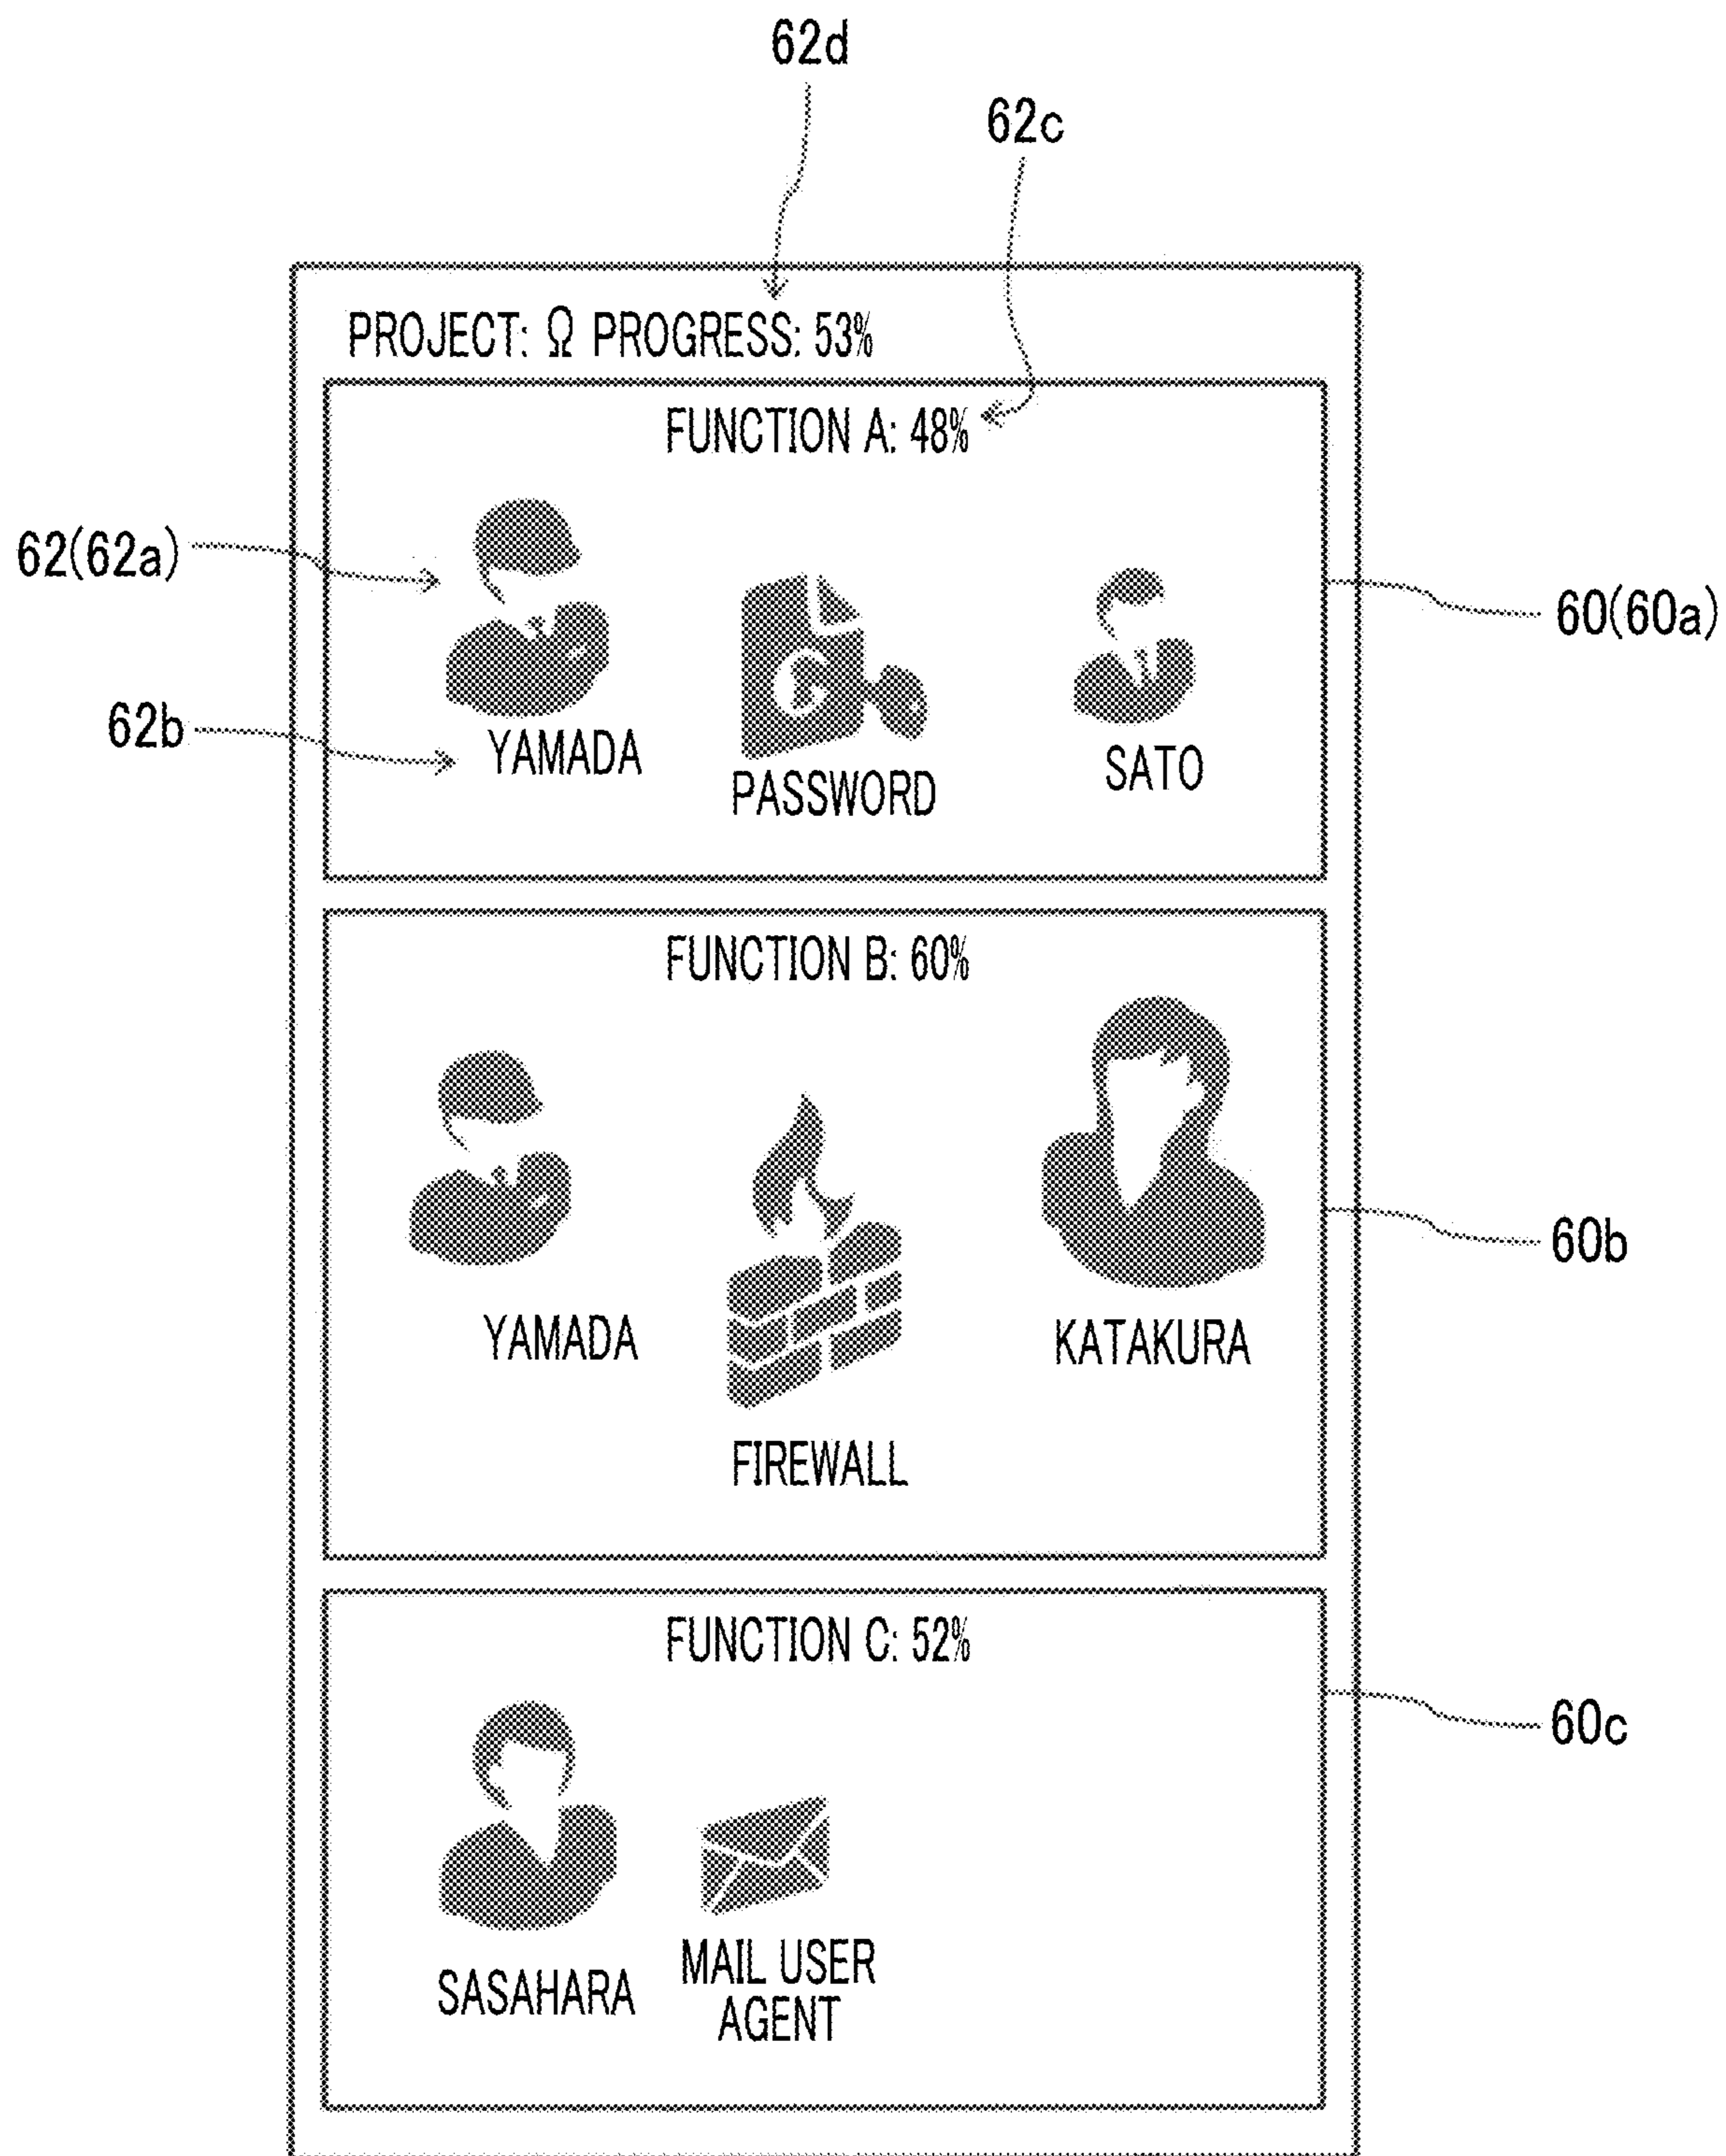 62d
62c
PROJECT: Ω PROGRESS: 53%
FUNCTION A: 48%
62(62a)
60(60a)
62b
YAMADA
PASSWORD
SATO
FUNCTION B: 60%
60b
YAMADA
KATAKURA
FIREWALL
FUNCTION C: 52%
60c
SASAHARA
MAIL USER
AGENT